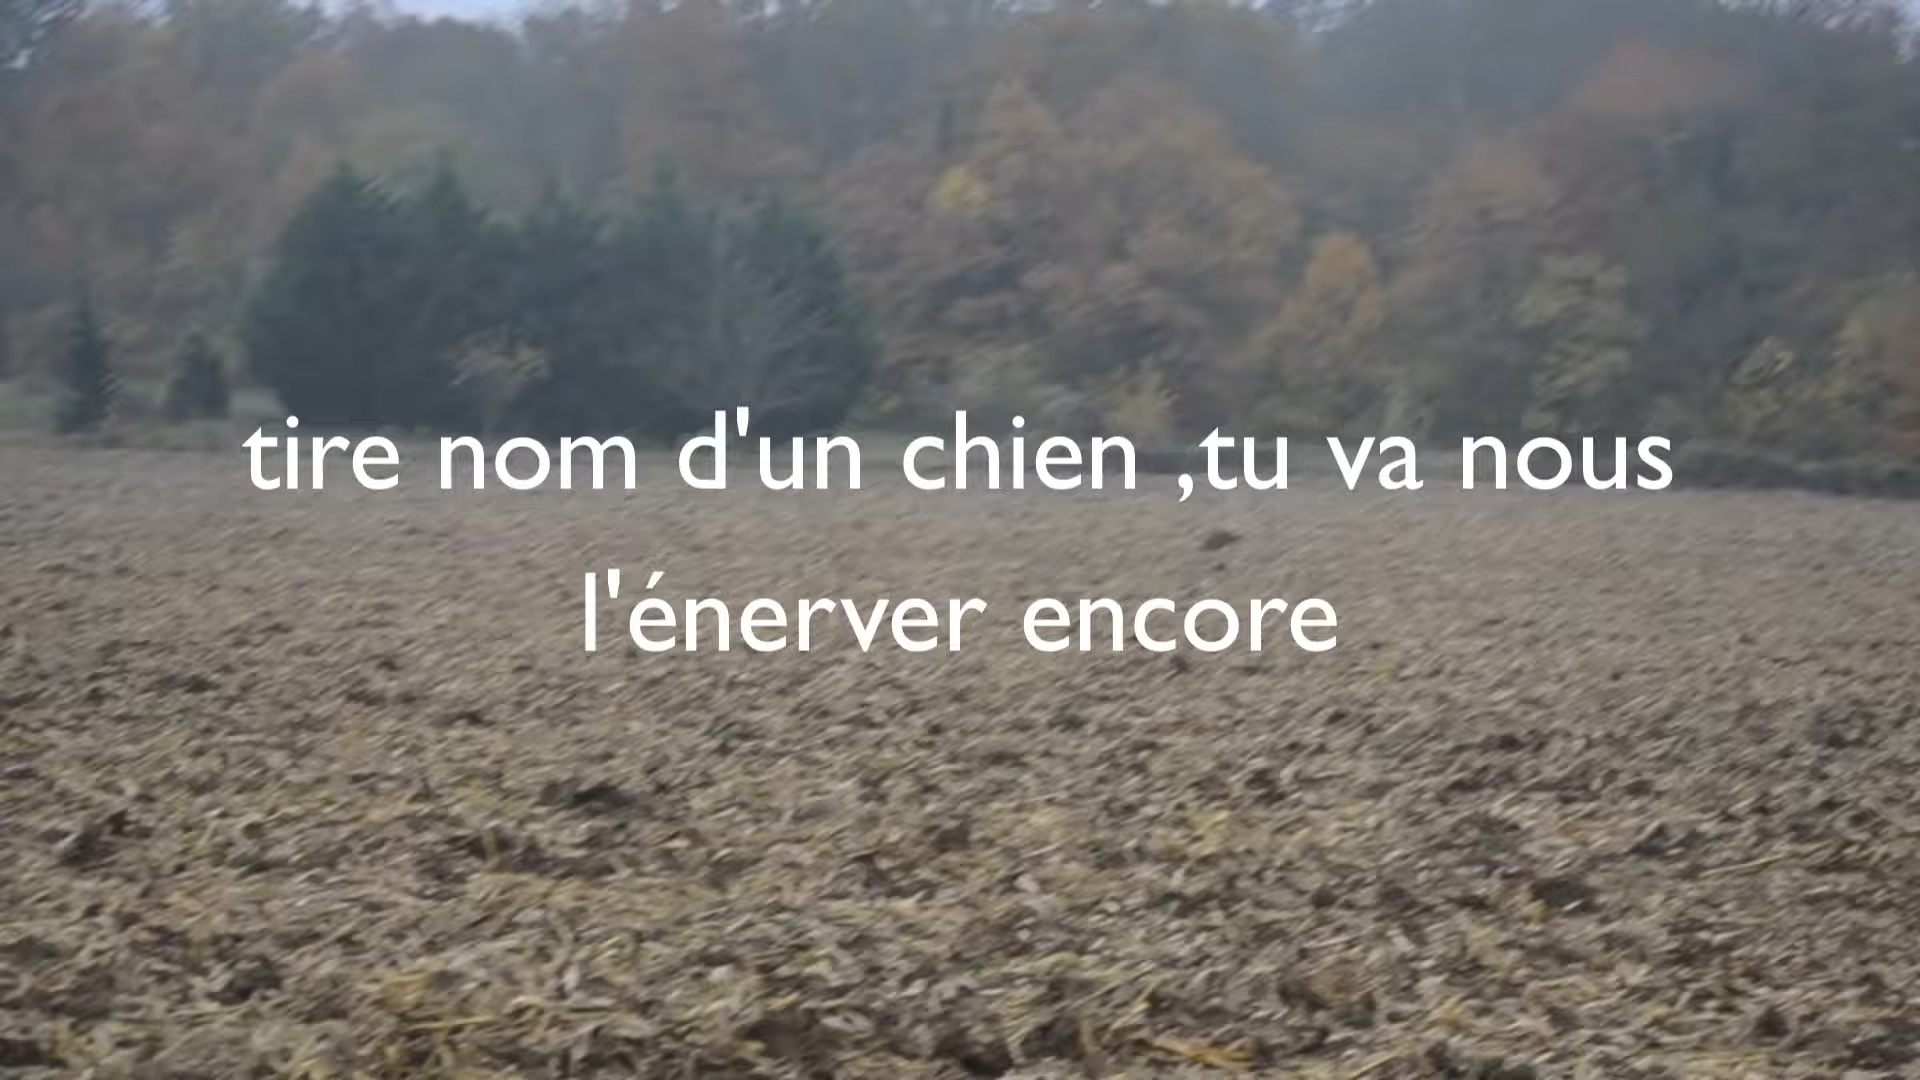 tire nom d'un chien ,tu va nous
l'énerver encore